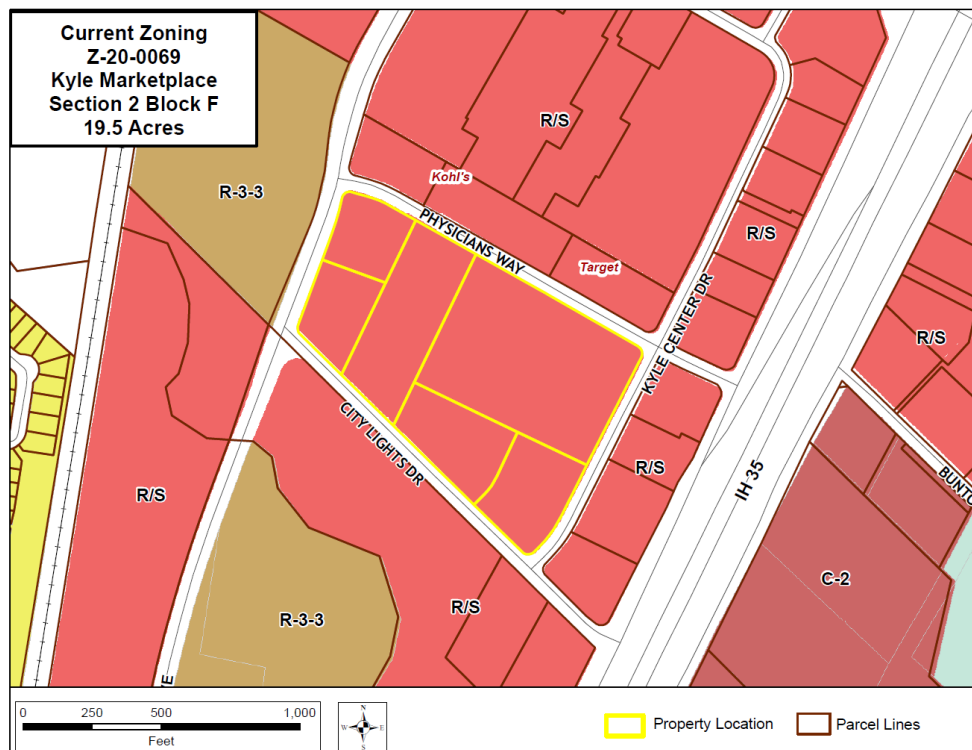 Current Zoning
Z-20-0069
Kyle Marketplace
Section 2 Block F
19.5 Acres
R/S
Kohl's
R-3-3
PHYSICIANS WAY
R/S
Target
KYLE CENTER DR
R/S
CITY LIGHTS DR
R/S
R/S
IH 35
BUNTO
C-2
R/S
R-3-3
VE
0 250 500 1,000
Feet
N
W E
S
Property Location
Parcel Lines